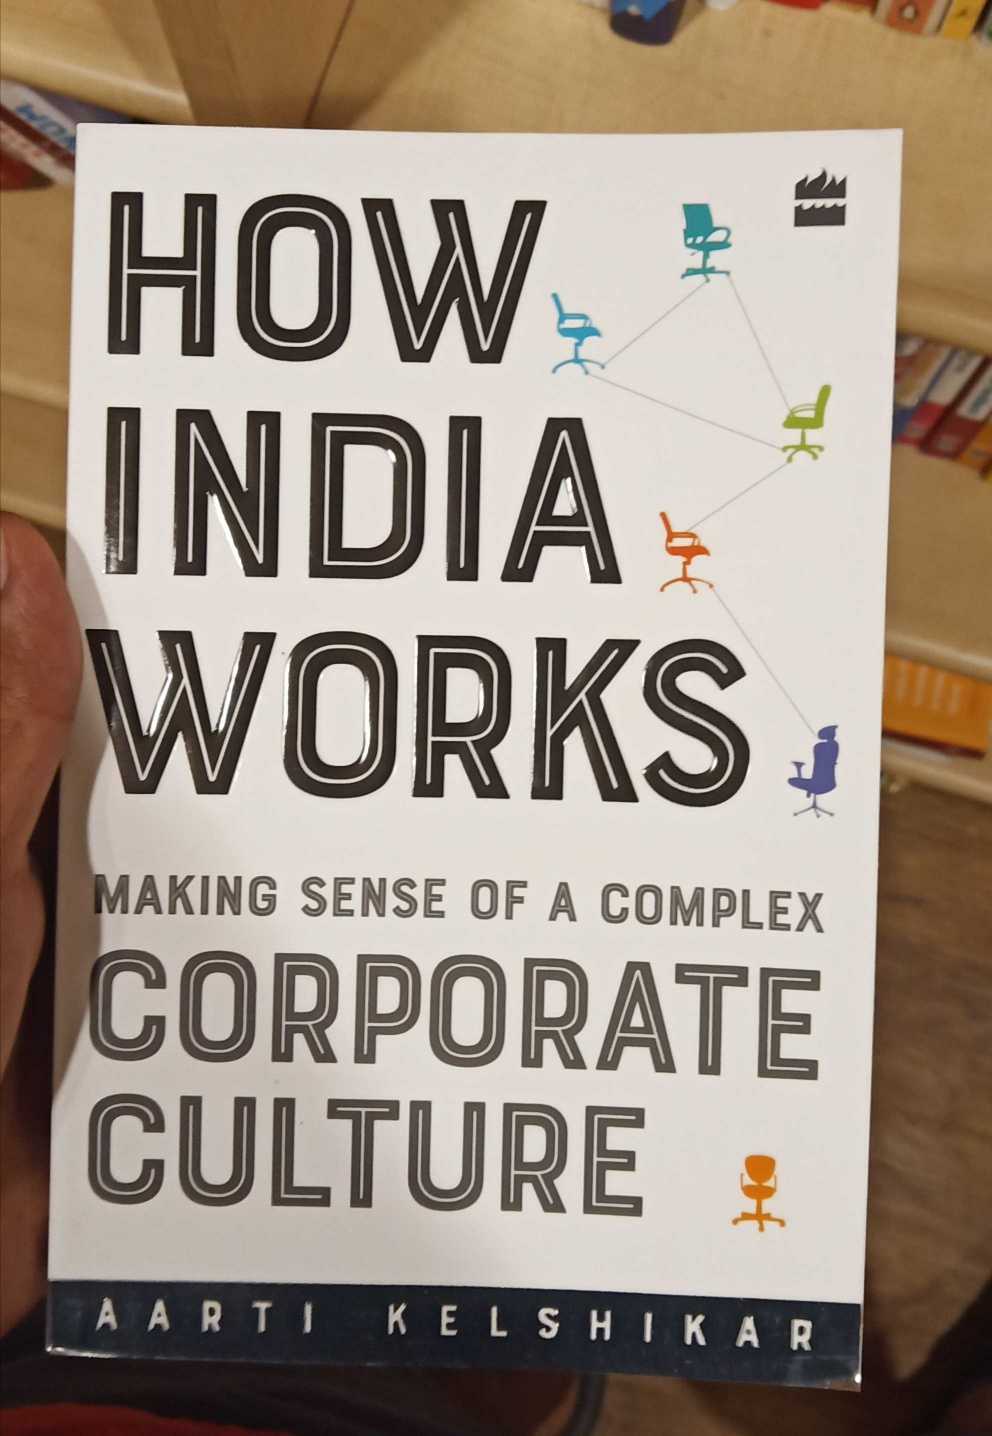 HOW
INDIA
WORKS
MAKING SENSE OF A COMPLEX
CORPORATE
CULTURE
AARTI KELSHIKAR